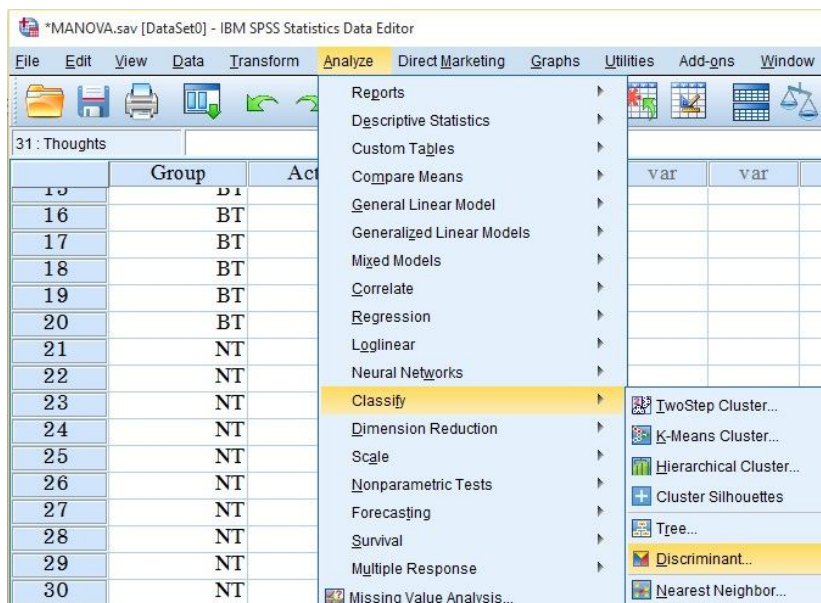 *MANOVA.sav [DataSet0] - IBM SPSS Statistics Data Editor
File Edit View Data Transform Analyze Direct Marketing Graphs Utilities Add-ons Window
31 : Thoughts
Group Act var var
15 BT
16 BT
17 BT
18 BT
19 BT
20 BT
21 NT
22 NT
23 NT
24 NT
25 NT
26 NT
27 NT
28 NT
29 NT
30 NT
Reports
Descriptive Statistics
Custom Tables
Compare Means
General Linear Model
Generalized Linear Models
Mixed Models
Correlate
Regression
Loglinear
Neural Networks
Classify
Dimension Reduction
Scale
Nonparametric Tests
Forecasting
Survival
Multiple Response
Missing Value Analysis...
TwoStep Cluster...
K-Means Cluster...
Hierarchical Cluster...
Cluster Silhouettes
Tree...
Discriminant...
Nearest Neighbor...